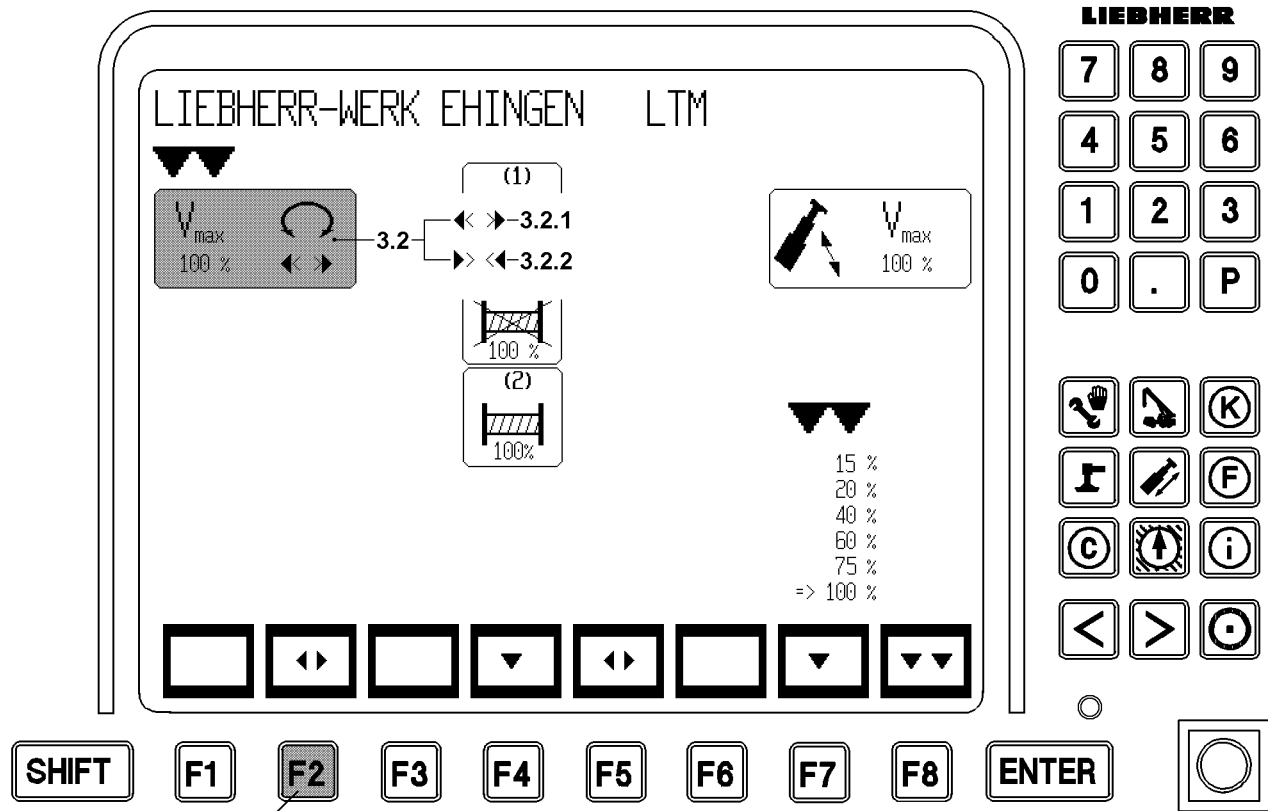 LIEBHERR
LIEBHERR-WERK EHINGEN LTM
(1)
Vmax
100 %
3.2
3.2.1
3.2.2
Vmax
100 %
100 %
(2)
100%
15 %
20 %
40 %
60 %
75 %
=> 100 %
7 8 9
4 5 6
1 2 3
0 . P
K
F
C i
< >
SHIFT F1 F2 F3 F4 F5 F6 F7 F8 ENTER